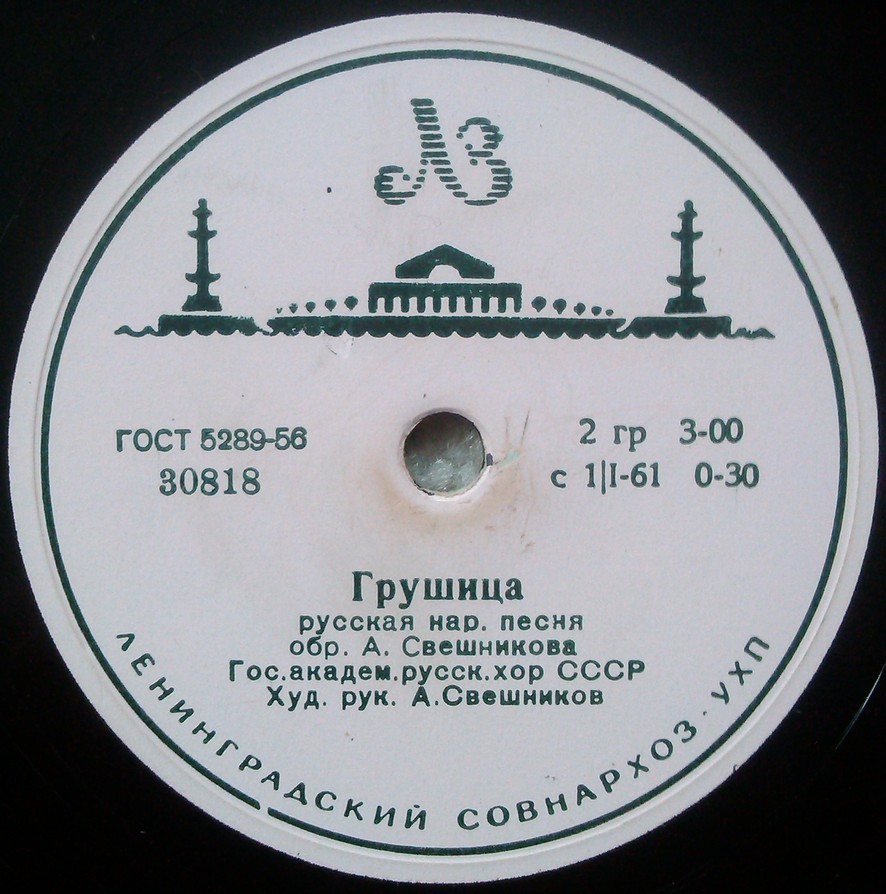 ЛЗ
ГОСТ 5289-56
30818
2 гр 3-00
с 1|I-61 0-30
Грушица
русская нар. песня
обр. А. Свешникова
Гос.академ.русск.хор СССР
Худ. рук. А.Свешников
ЛЕНИНГРАДСКИЙ СОВНАРХОЗ · УХП